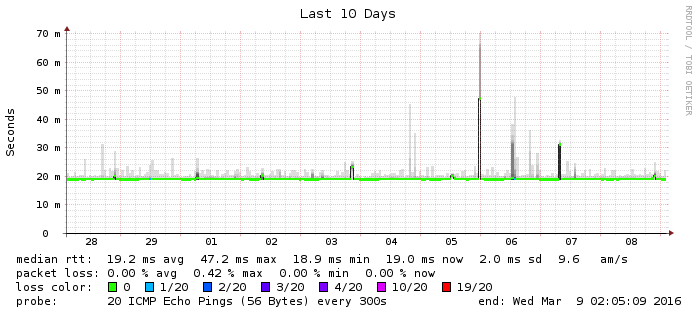 Last 10 Days
RRDTOOL / TOBI OETIKER
Seconds
70 m
60 m
50 m
40 m
30 m
20 m
10 m
0
28 29 01 02 03 04 05 06 07 08
median rtt: 19.2 ms avg 47.2 ms max 18.9 ms min 19.0 ms now 2.0 ms sd 9.6 am/s
packet loss: 0.00 % avg 0.42 % max 0.00 % min 0.00 % now
loss color: 0 1/20 2/20 3/20 4/20 10/20 19/20
probe: 20 ICMP Echo Pings (56 Bytes) every 300s end: Wed Mar 9 02:05:09 2016